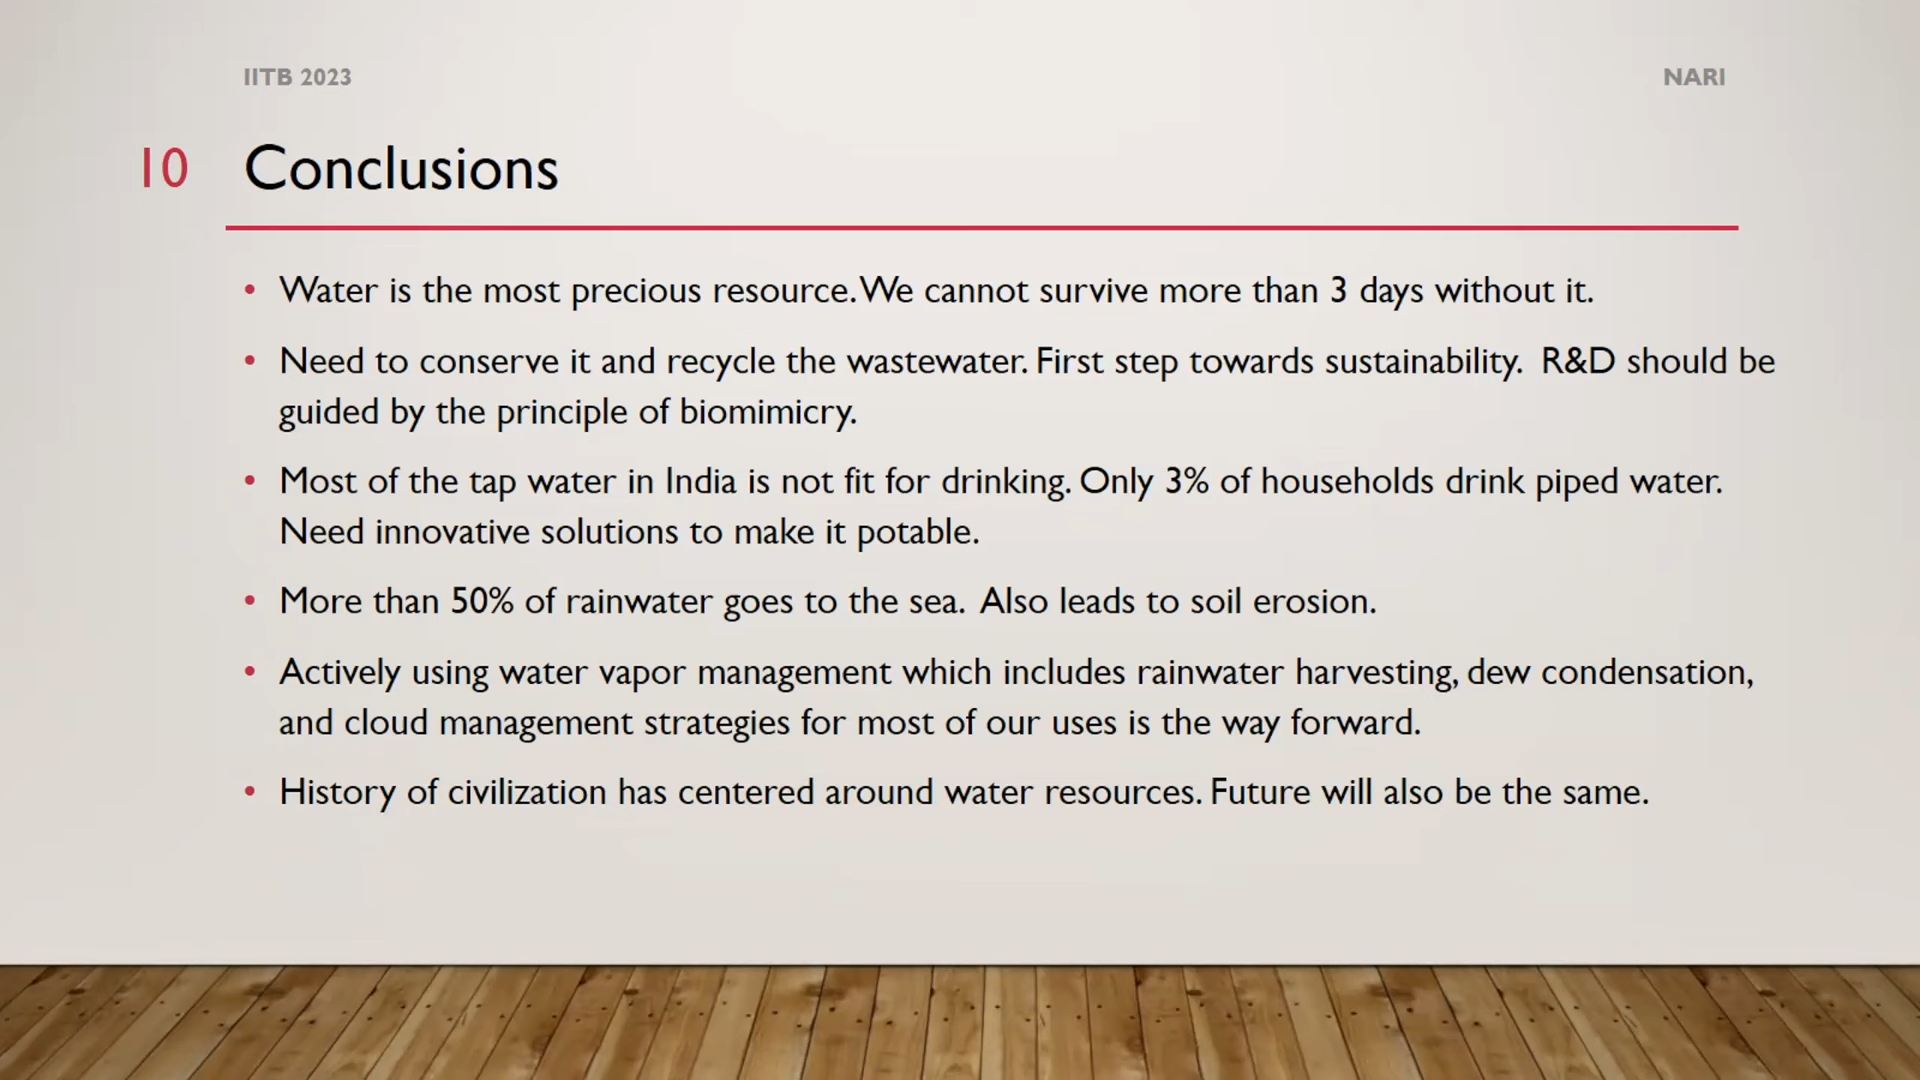 IITB 2023
NARI
10
Conclusions
• Water is the most precious resource. We cannot survive more than 3 days without it.
• Need to conserve it and recycle the wastewater. First step towards sustainability. R&D should be
guided by the principle of biomimicry.
• Most of the tap water in India is not fit for drinking. Only 3% of households drink piped water.
Need innovative solutions to make it potable.
• More than 50% of rainwater goes to the sea. Also leads to soil erosion.
• Actively using water vapor management which includes rainwater harvesting, dew condensation,
and cloud management strategies for most of our uses is the way forward.
• History of civilization has centered around water resources. Future will also be the same.